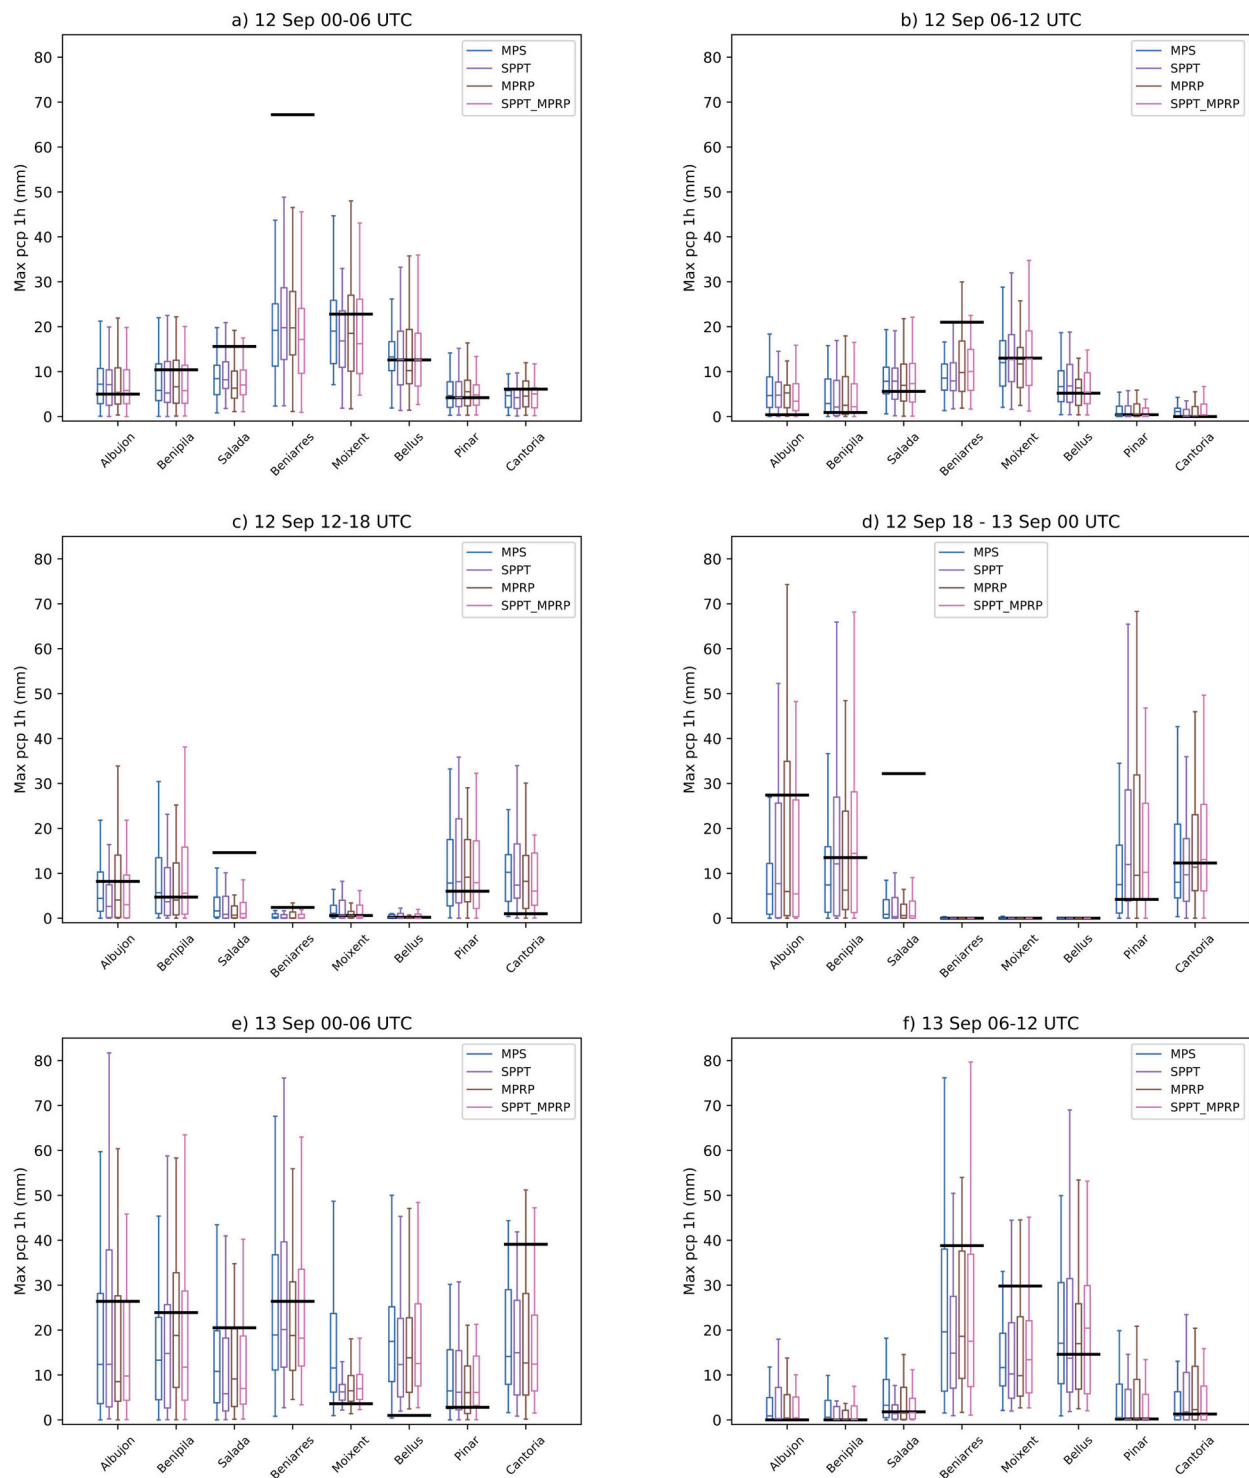 a) 12 Sep 00-06 UTC
Max pcp 1h (mm)
80
70
60
50
40
30
20
10
0
MPS
SPPT
MPRP
SPPT_MPRP
Albujon
Benipila
Salada
Beniarres
Moixent
Bellus
Pinar
Cantoria
b) 12 Sep 06-12 UTC
Max pcp 1h (mm)
80
70
60
50
40
30
20
10
0
MPS
SPPT
MPRP
SPPT_MPRP
Albujon
Benipila
Salada
Beniarres
Moixent
Bellus
Pinar
Cantoria
c) 12 Sep 12-18 UTC
Max pcp 1h (mm)
80
70
60
50
40
30
20
10
0
MPS
SPPT
MPRP
SPPT_MPRP
Albujon
Benipila
Salada
Beniarres
Moixent
Bellus
Pinar
Cantoria
d) 12 Sep 18 - 13 Sep 00 UTC
Max pcp 1h (mm)
80
70
60
50
40
30
20
10
0
MPS
SPPT
MPRP
SPPT_MPRP
Albujon
Benipila
Salada
Beniarres
Moixent
Bellus
Pinar
Cantoria
e) 13 Sep 00-06 UTC
Max pcp 1h (mm)
80
70
60
50
40
30
20
10
0
MPS
SPPT
MPRP
SPPT_MPRP
Albujon
Benipila
Salada
Beniarres
Moixent
Bellus
Pinar
Cantoria
f) 13 Sep 06-12 UTC
Max pcp 1h (mm)
80
70
60
50
40
30
20
10
0
MPS
SPPT
MPRP
SPPT_MPRP
Albujon
Benipila
Salada
Beniarres
Moixent
Bellus
Pinar
Cantoria